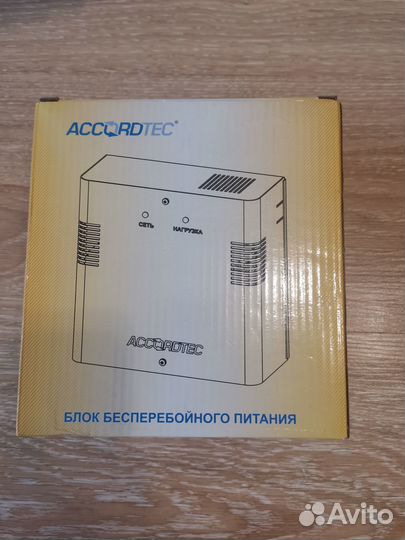 ACCORDTEC®
СЕТЬ
НАГРУЗКА
ACCORDTEC
БЛОК БЕСПЕРЕБОЙНОГО ПИТАНИЯ
Avito